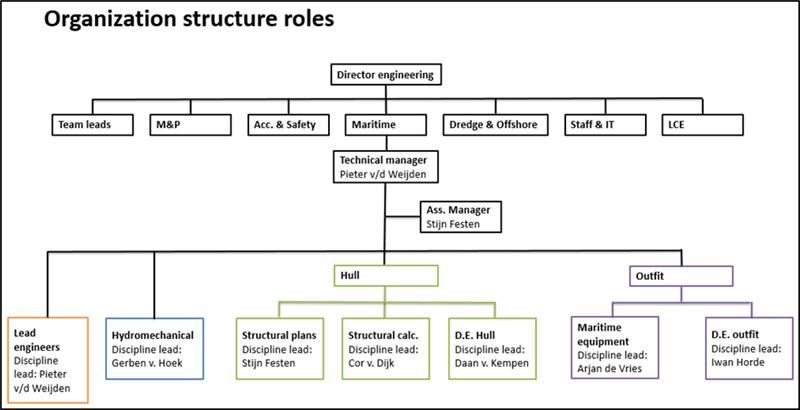 Organization structure roles
Director engineering
Team leads
M&P
Acc. & Safety
Maritime
Dredge & Offshore
Staff & IT
LCE
Technical manager
Pieter v/d Weijden
Ass. Manager
Stijn Festen
Hull
Outfit
Lead
engineers
Discipline
lead: Pieter
v/d Weijden
Hydromechanical
Discipline lead:
Gerben v. Hoek
Structural plans
Discipline lead:
Stijn Festen
Structural calc.
Discipline lead:
Cor v. Dijk
D.E. Hull
Discipline lead:
Daan v. Kempen
Maritime
equipment
Discipline lead:
Arjan de Vries
D.E. outfit
Discipline lead:
Iwan Horde